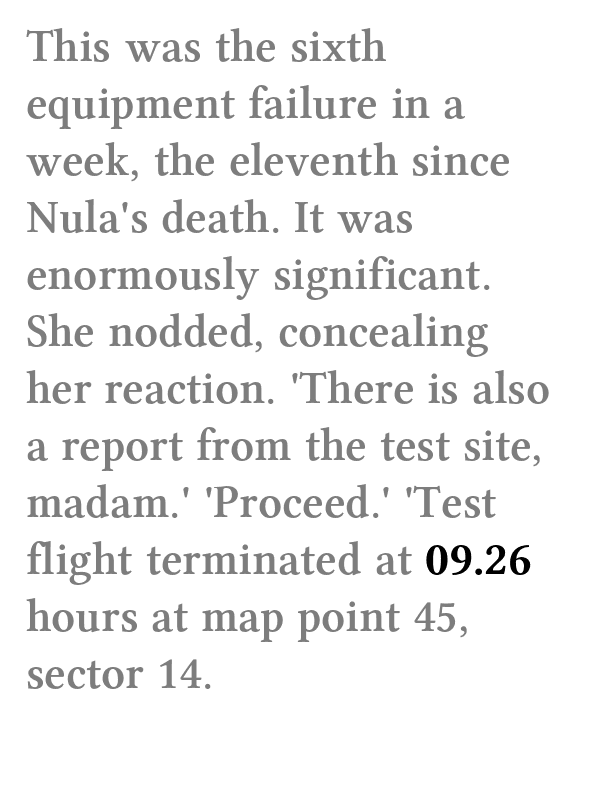 This was the sixth
equipment failure in a
week, the eleventh since
Nula's death. It was
enormously significant.
She nodded, concealing
her reaction. 'There is also
a report from the test site,
madam.' 'Proceed.' 'Test
flight terminated at 09.26
hours at map point 45,
sector 14.